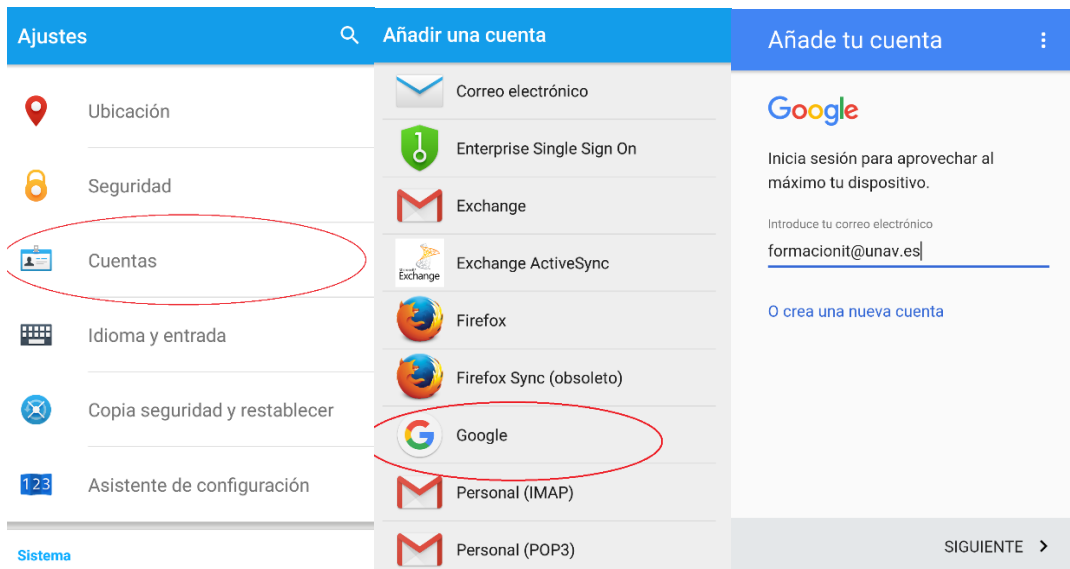 Ajustes
Ubicación
Seguridad
Cuentas
Idioma y entrada
Copia seguridad y restablecer
123
Asistente de configuración
Sistema
Añadir una cuenta
Correo electrónico
Enterprise Single Sign On
Exchange
Exchange
Exchange ActiveSync
Firefox
Firefox Sync (obsoleto)
G
Google
Personal (IMAP)
Personal (POP3)
Añade tu cuenta
Google
Inicia sesión para aprovechar al
máximo tu dispositivo.
Introduce tu correo electrónico
formacionit@unav.es
O crea una nueva cuenta
SIGUIENTE